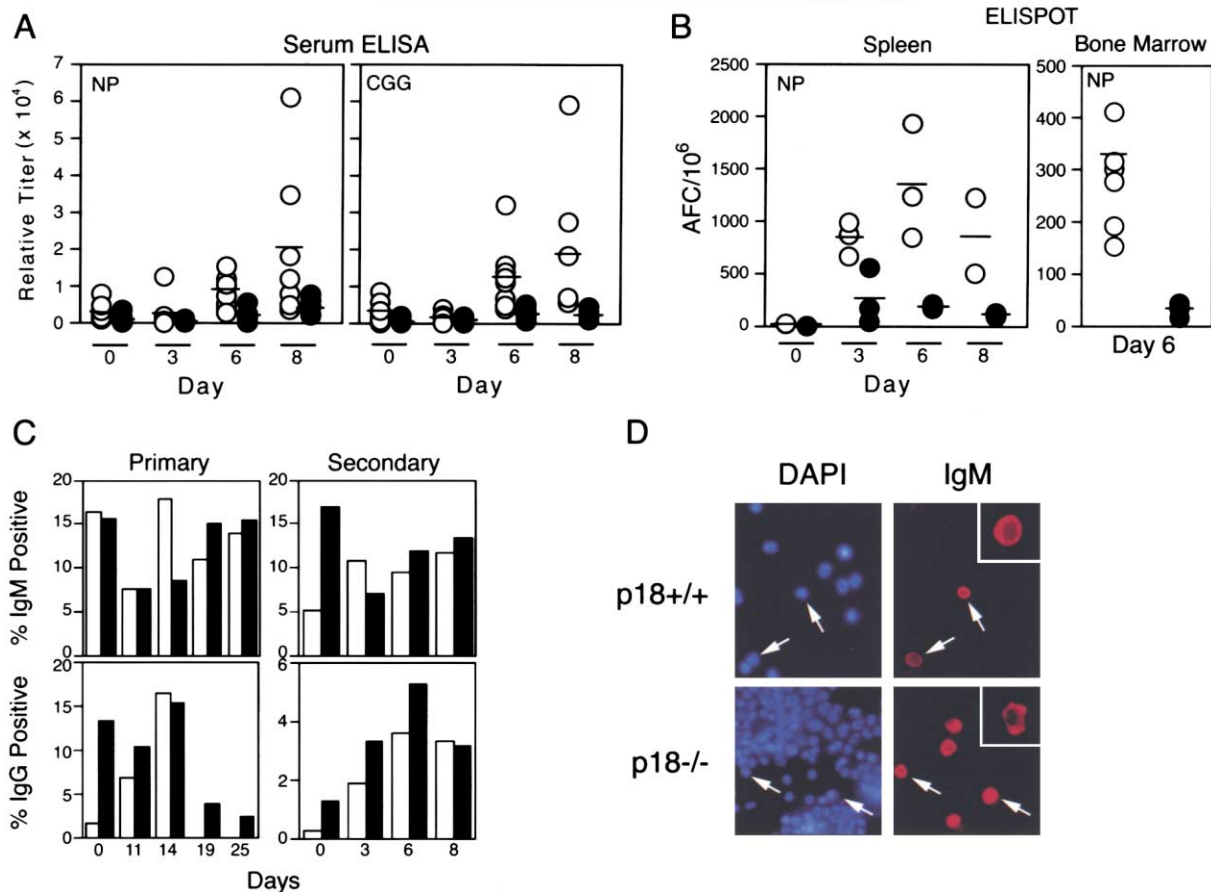 A
Serum ELISA
NP
CGG
Relative Titer (x 10⁴)
7
6
5
4
3
2
1
0
0 3 6 8
0 3 6 8
Day
Day
B
ELISPOT
Spleen
Bone Marrow
NP
NP
AFC/10⁶
2500
2000
1500
1000
500
0
500
400
300
200
100
0
0 3 6 8
Day
Day 6
C
Primary
Secondary
% IgM Positive
20
15
10
5
0
20
15
10
5
0
% IgG Positive
20
15
10
5
0
6
4
2
0
0 11 14 19 25
0 3 6 8
Days
D
DAPI
IgM
p18+/+
p18-/-